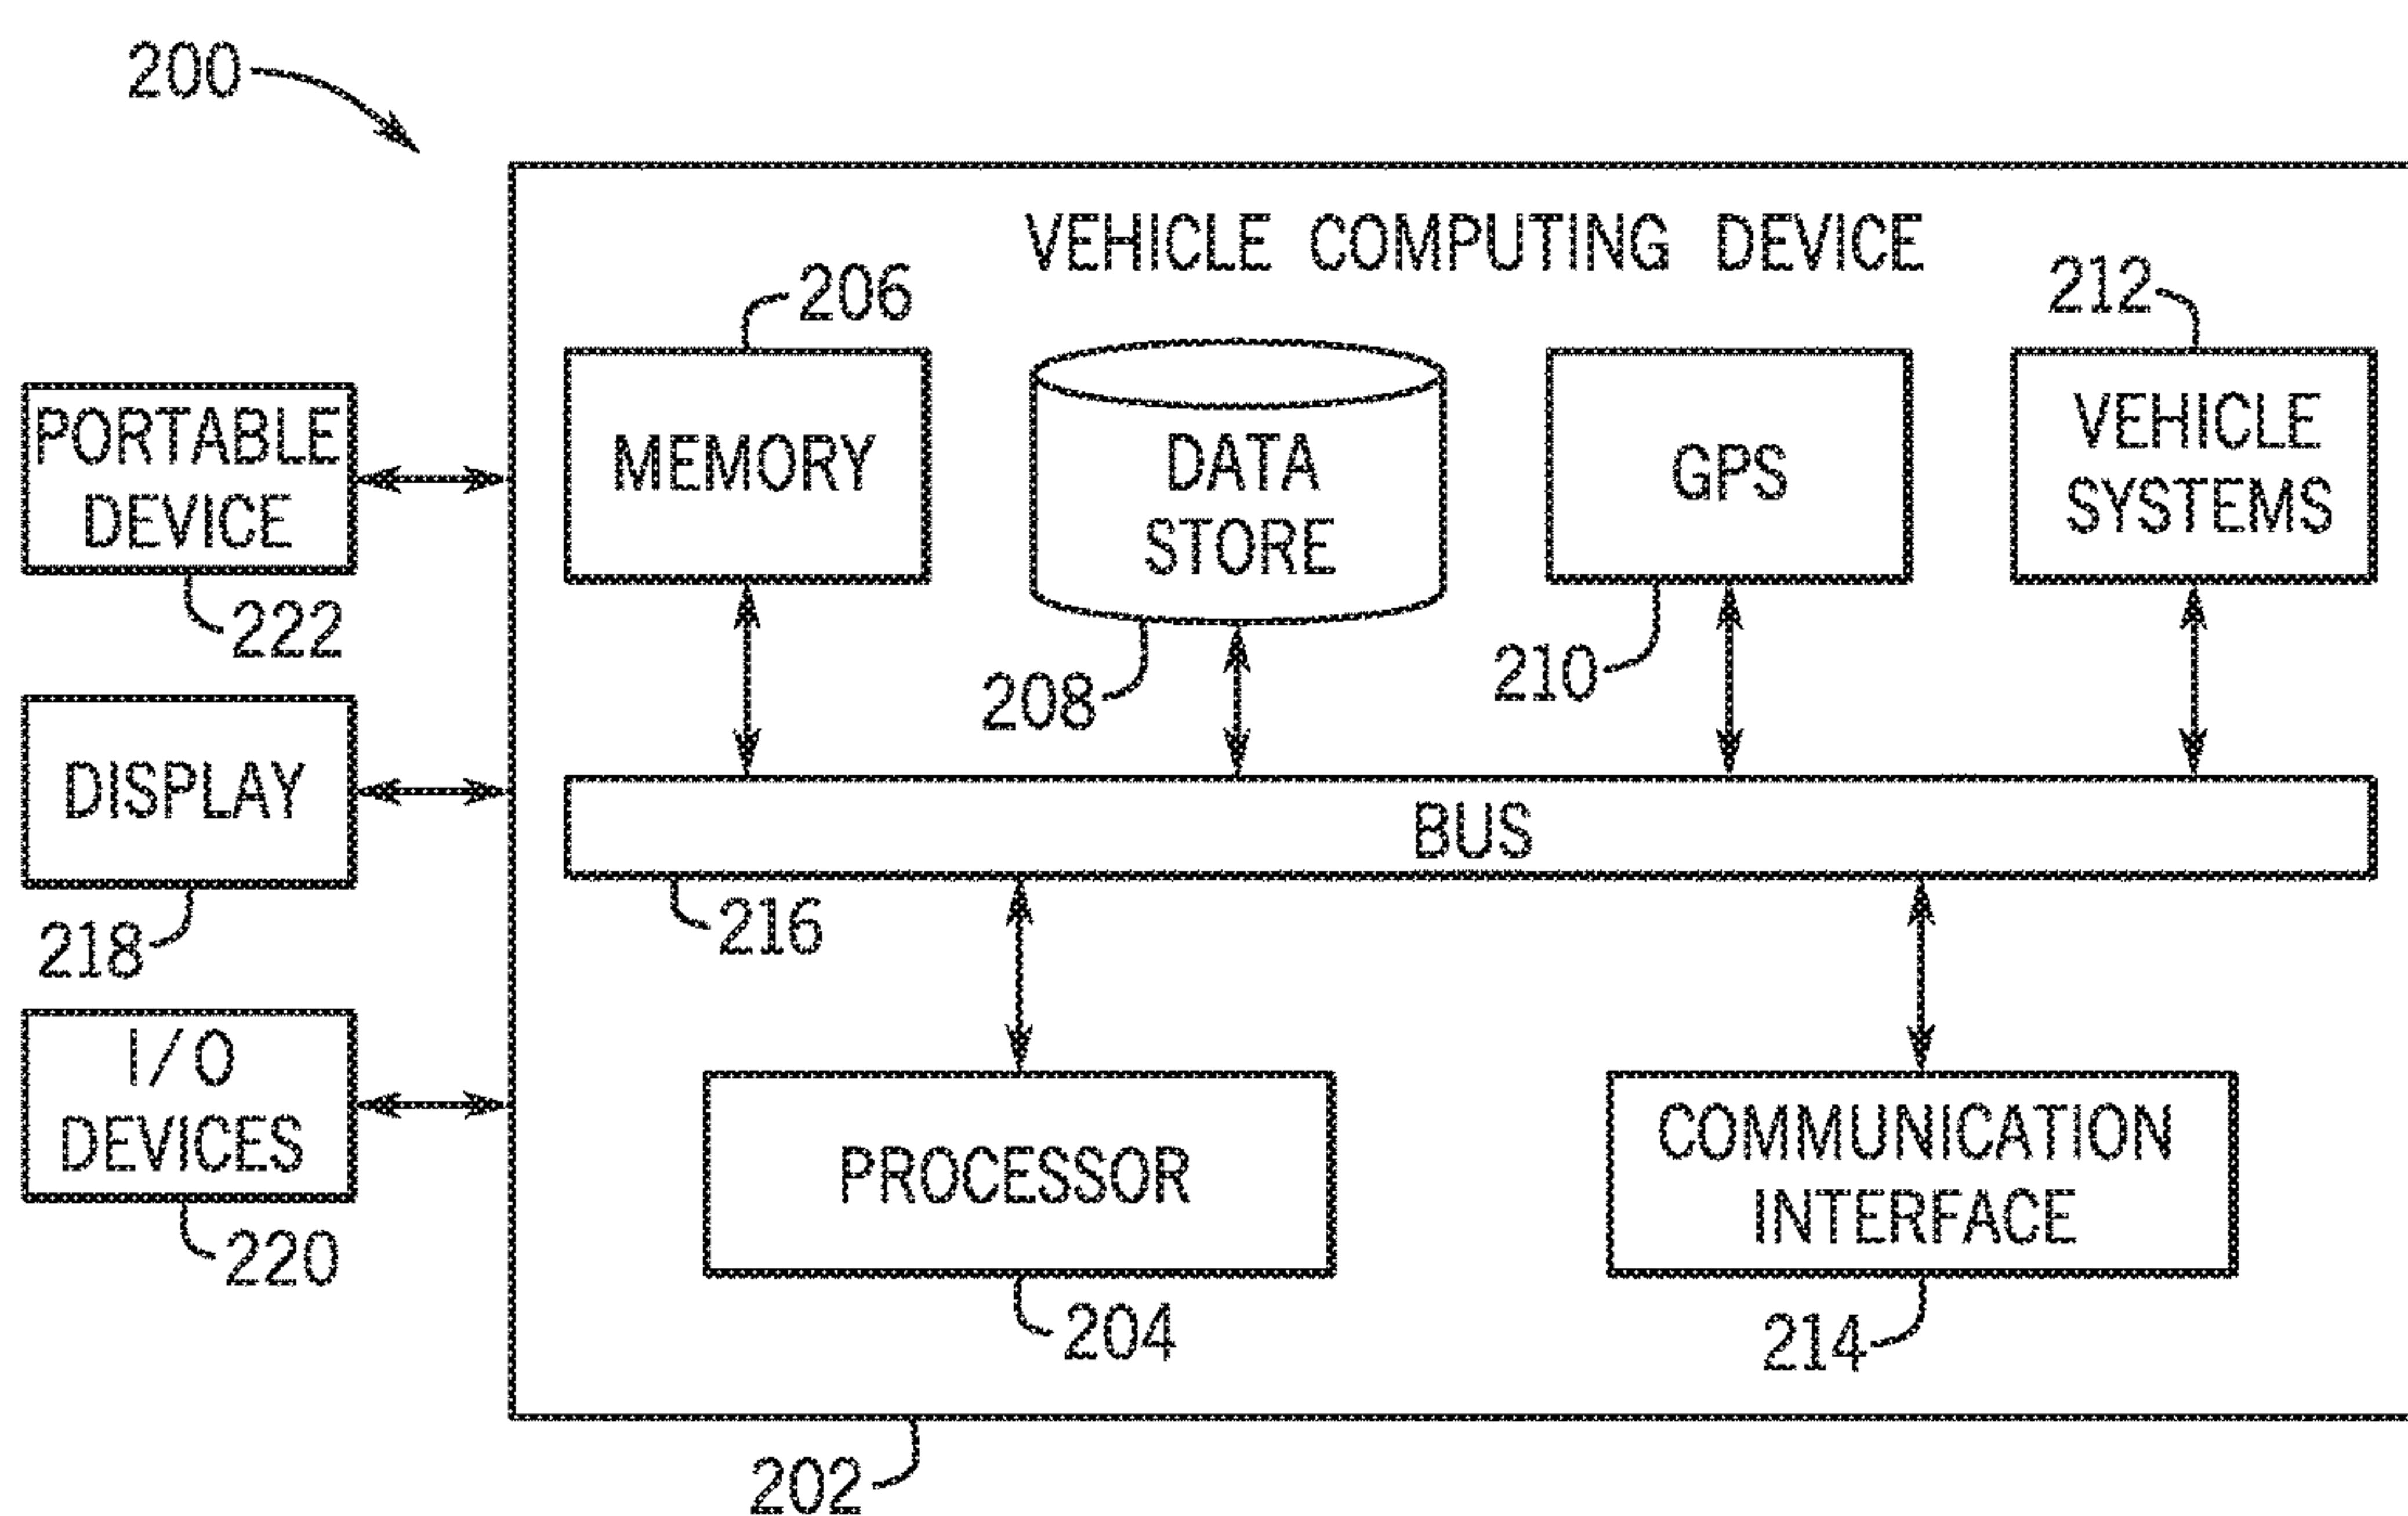 200
VEHICLE COMPUTING DEVICE
206
212
PORTABLE
DEVICE
222
MEMORY
DATA
STORE
208
GPS
210
VEHICLE
SYSTEMS
DISPLAY
218
BUS
216
I/O
DEVICES
220
PROCESSOR
204
COMMUNICATION
INTERFACE
214
202